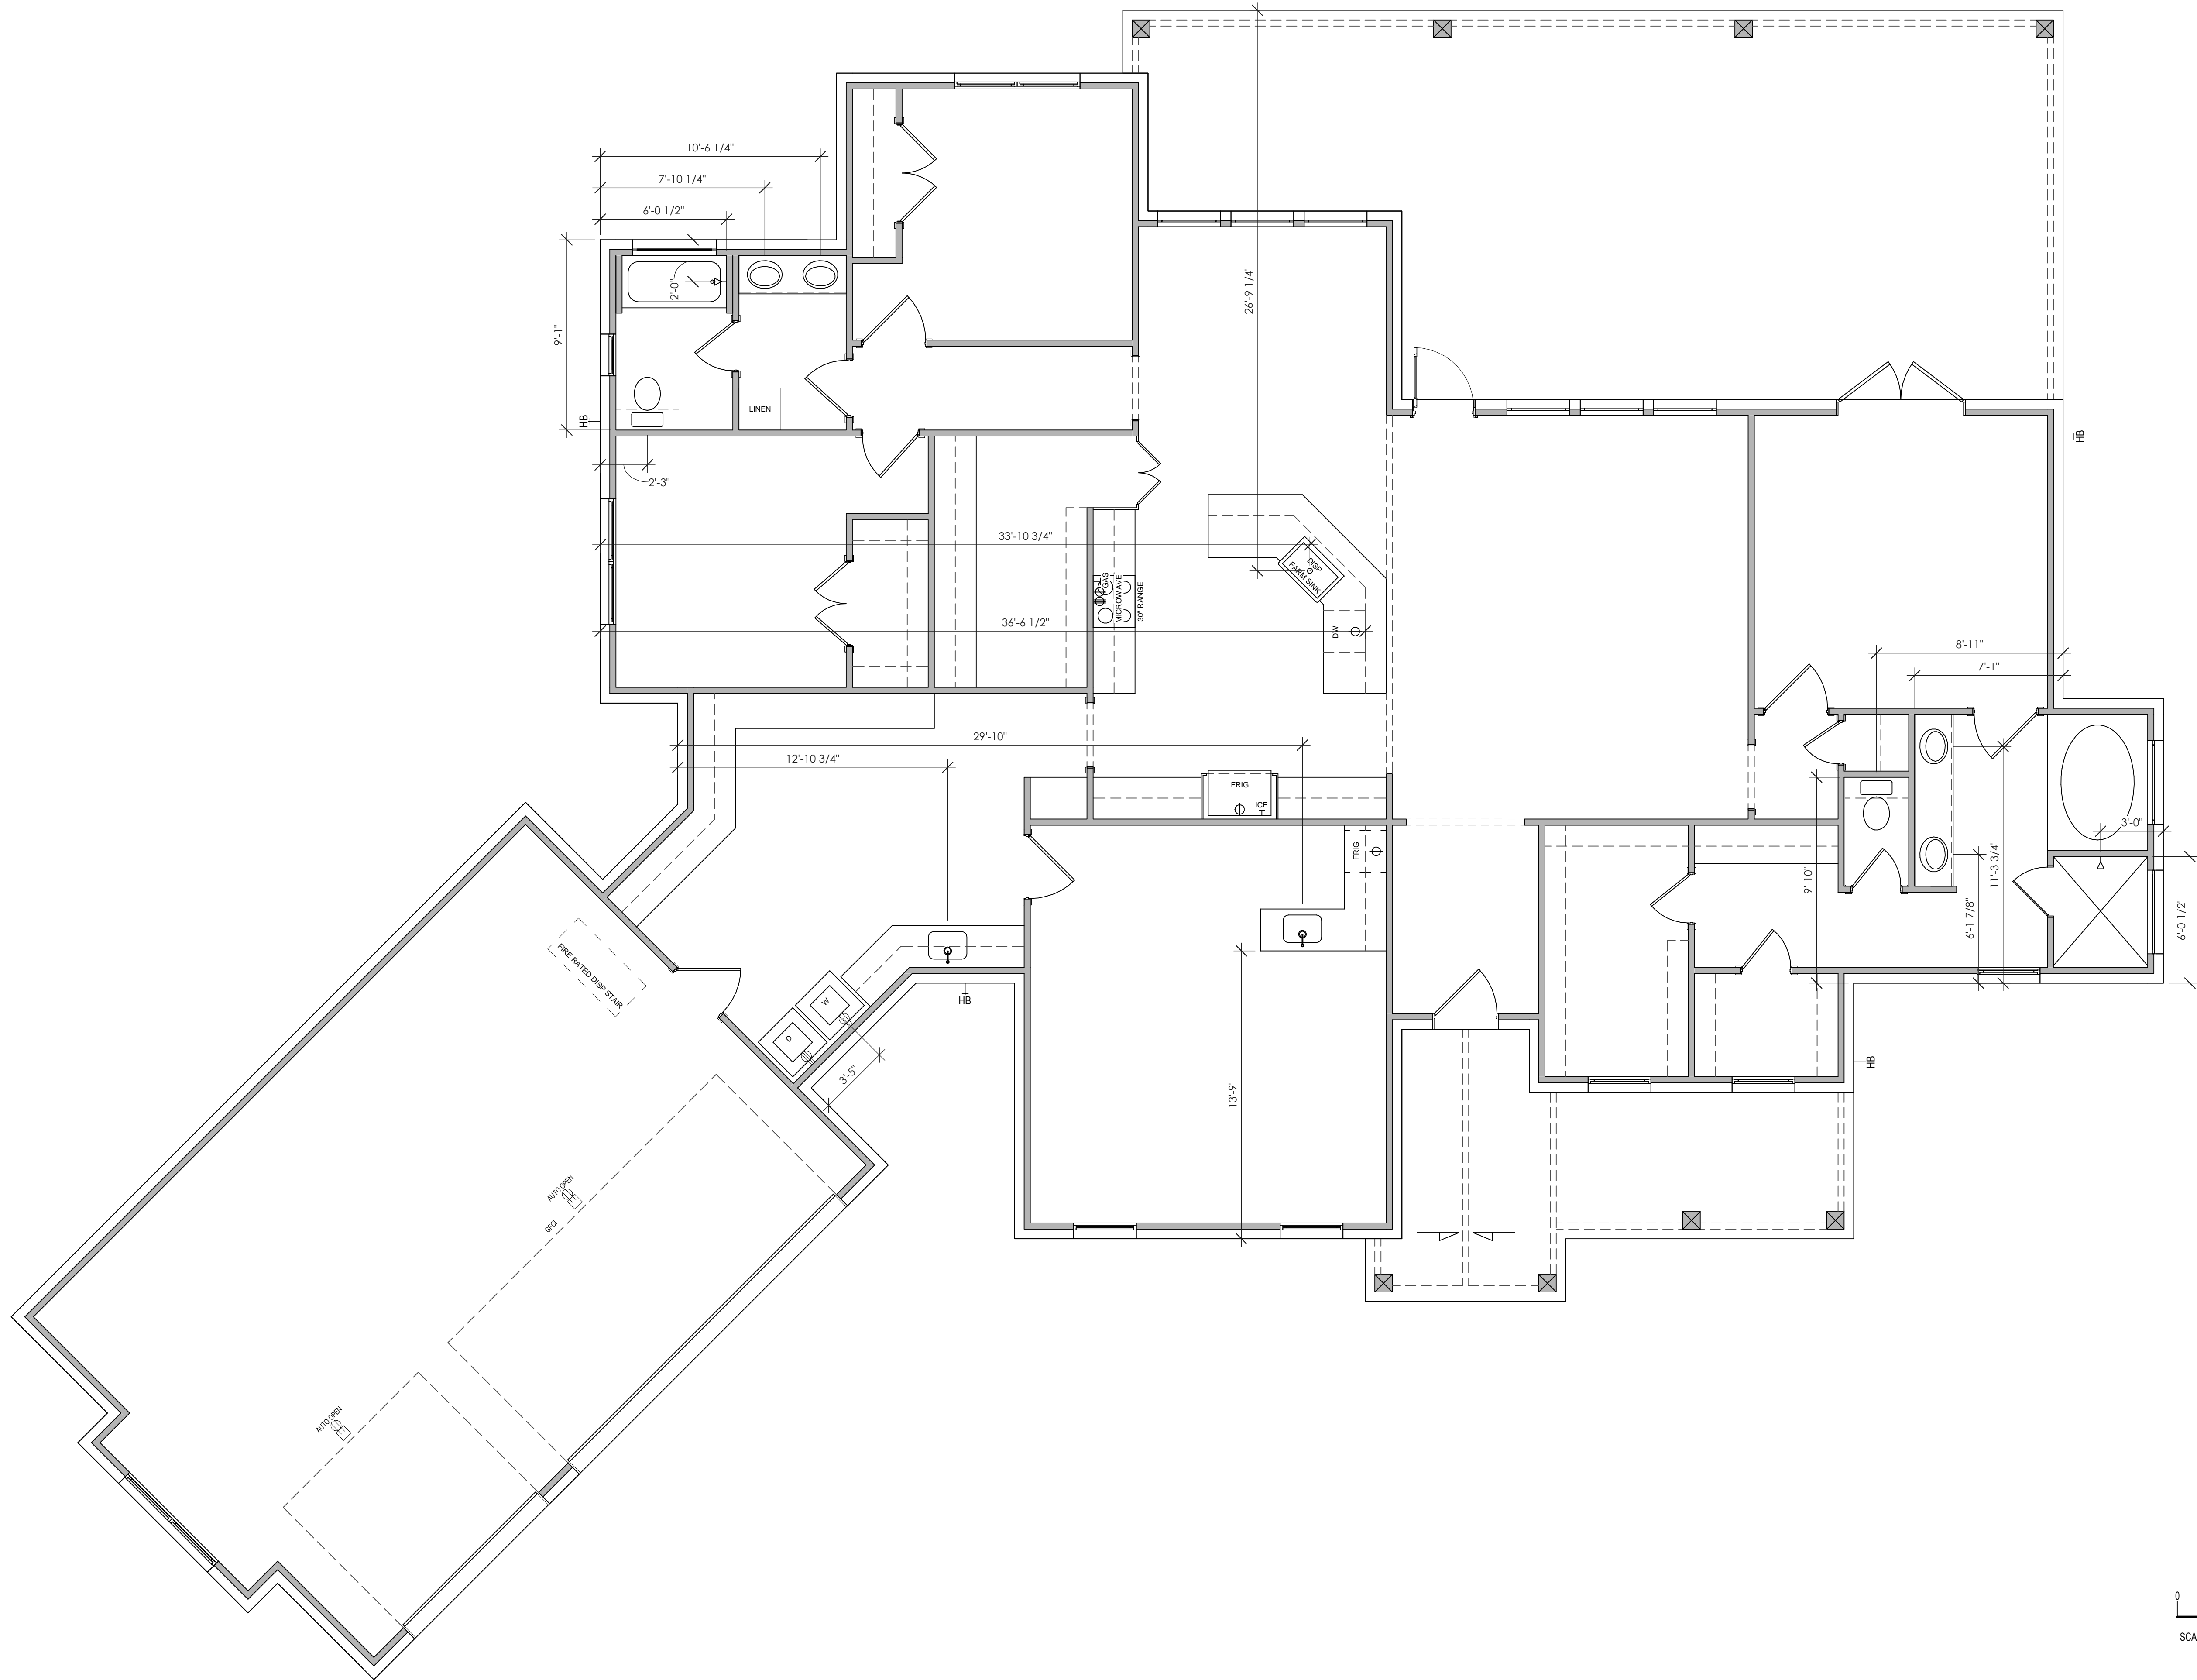 10'-6 1/4"
7'-10 1/4"
6'-0 1/2"
2'-0"
9'-1"
HB
LINEN
2'-3"
26'-9 1/4"
HB
33'-10 3/4"
DISP
FARM SINK
GAS
MICROWAVE
30" RANGE
36'-6 1/2"
DW
8'-11"
7'-1"
29'-10"
12'-10 3/4"
FRIG
ICE
FRIG
3'-0"
9'-10"
11'-3 3/4"
6'-1 7/8"
6'-0 1/2"
FIRE RATED DISP STAIR
W
D
HB
3'-5"
HB
13'-9"
AUTO OPEN
GFCI
AUTO OPEN
0
SCA